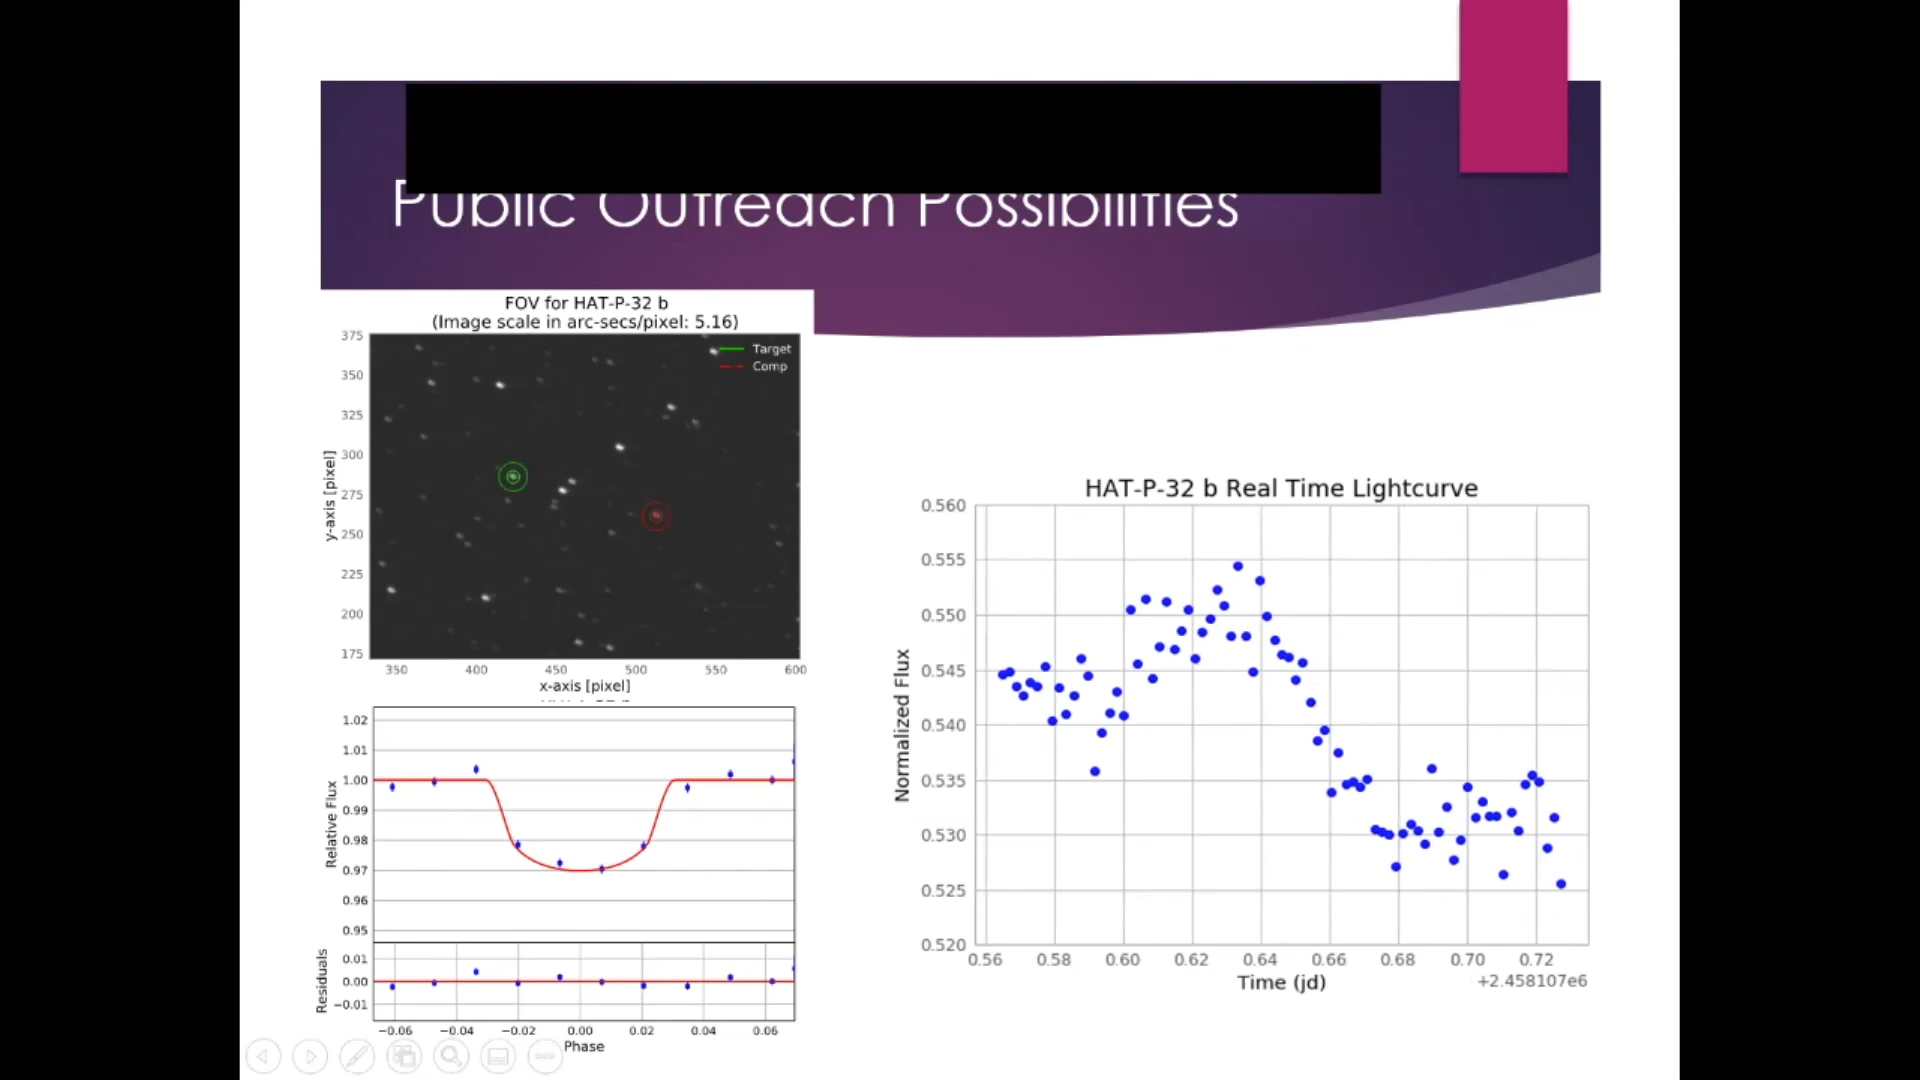 Public Outreach Possibilities
FOV for HAT-P-32 b
(Image scale in arc-secs/pixel: 5.16)
Target
Comp
375
350
325
300
275
250
225
200
175
y-axis [pixel]
350 400 450 500 550 600
x-axis [pixel]
1.02
1.01
1.00
0.99
0.98
0.97
0.96
0.95
Relative Flux
0.01
0.00
−0.01
Residuals
−0.06 −0.04 −0.02 0.00 0.02 0.04 0.06
Phase
HAT-P-32 b Real Time Lightcurve
0.560
0.555
0.550
0.545
0.540
0.535
0.530
0.525
0.520
Normalized Flux
0.56 0.58 0.60 0.62 0.64 0.66 0.68 0.70 0.72
Time (jd)
+2.458107e6